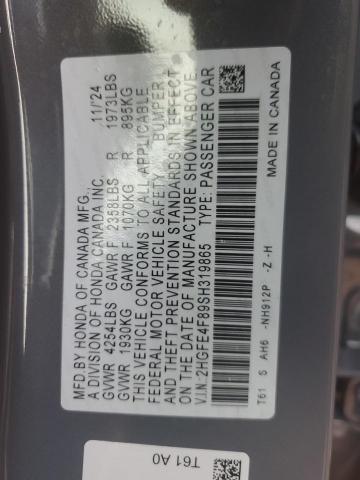 MFD BY HONDA OF CANADA MFG., 11/'24
A DIVISION OF HONDA CANADA INC.
GVWR 4254LBS GAWR F 2358LBS R 1973LBS
GVWR 1930KG GAWR F 1070KG R 895KG
THIS VEHICLE CONFORMS TO ALL APPLICABLE
FEDERAL MOTOR VEHICLE SAFETY, BUMPER,
AND THEFT PREVENTION STANDARDS IN EFFECT
ON THE DATE OF MANUFACTURE SHOWN ABOVE.
V.I.N: 2HGFE4F89SH319865 TYPE: PASSENGER CAR
T61 S AH6 -NH912P -Z -H MADE IN CANADA
T61 A0